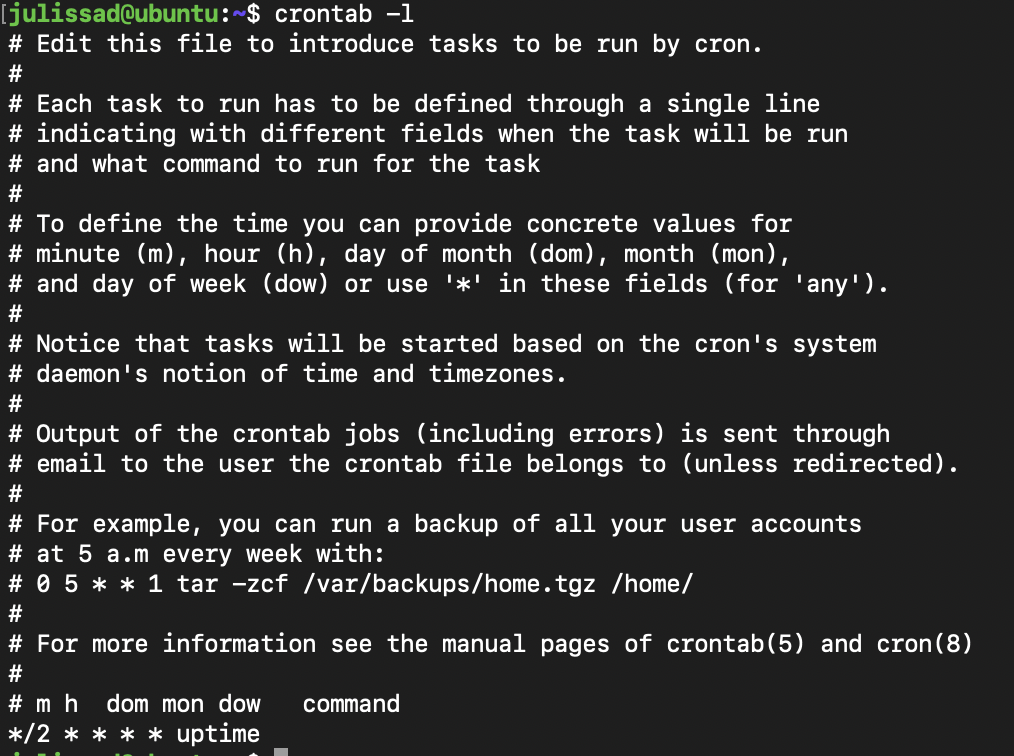 [julissad@ubuntu:~$ crontab -l
# Edit this file to introduce tasks to be run by cron.
#
# Each task to run has to be defined through a single line
# indicating with different fields when the task will be run
# and what command to run for the task
#
# To define the time you can provide concrete values for
# minute (m), hour (h), day of month (dom), month (mon),
# and day of week (dow) or use '*' in these fields (for 'any').
#
# Notice that tasks will be started based on the cron's system
# daemon's notion of time and timezones.
#
# Output of the crontab jobs (including errors) is sent through
# email to the user the crontab file belongs to (unless redirected).
#
# For example, you can run a backup of all your user accounts
# at 5 a.m every week with:
# 0 5 * * 1 tar -zcf /var/backups/home.tgz /home/
#
# For more information see the manual pages of crontab(5) and cron(8)
#
# m h  dom mon dow   command
*/2 * * * * uptime